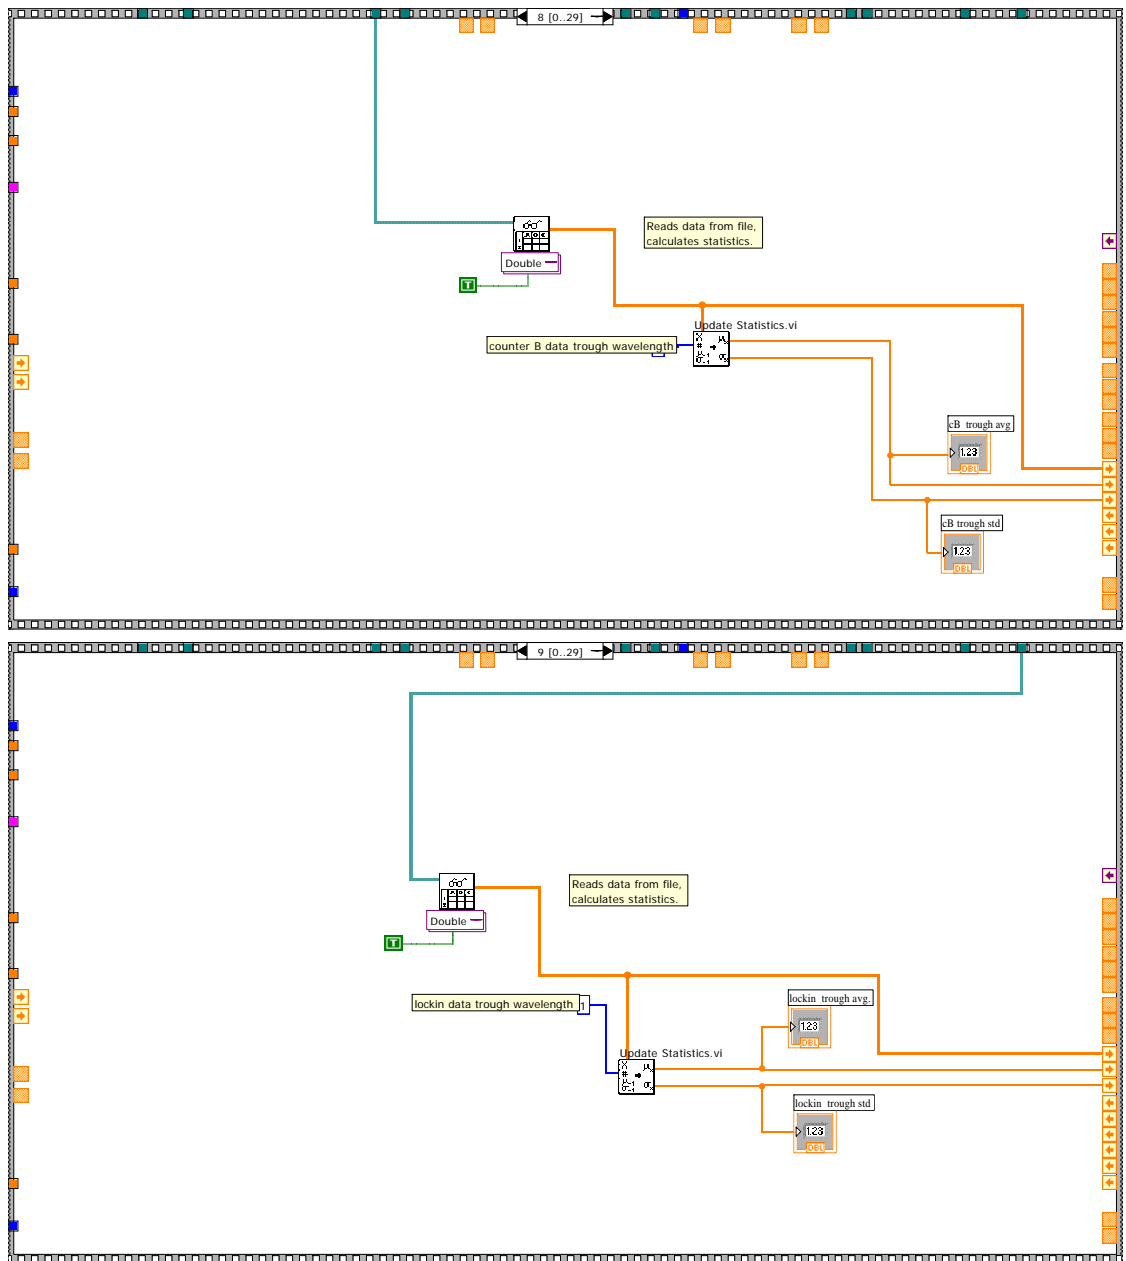 8 [0..29]
Reads data from file,
calculates statistics.
Double
T
Update Statistics.vi
counter B data trough wavelength
cB  trough avg
1.23
DBL
cB trough std
1.23
DBL
9 [0..29]
Reads data from file,
calculates statistics.
Double
T
lockin data trough wavelength
1
lockin  trough avg.
1.23
DBL
Update Statistics.vi
lockin  trough std
1.23
DBL